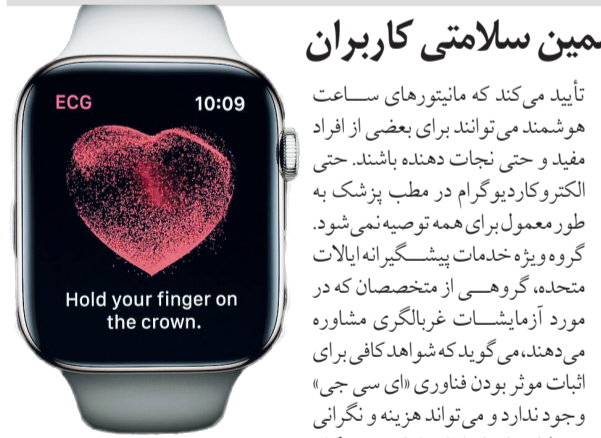 سلامتی کاربران
تأیید می‌کند که مانیتورهای ساعت
هوشمند می‌توانند برای بعضی از افراد
مفید و حتی نجات دهنده باشند. حتی
الکتروکاردیوگرام در مطب پزشک به
طور معمول برای همه توصیه نمی‌شود.
گروه ویژه خدمات پیشگیرانه ایالات
متحده، گروهی از متخصصان که در
مورد آزمایشات غربالگری مشاوره
می‌دهند، می‌گوید که شواهد کافی برای
اثبات موثر بودن فناوری «ای سی جی»
وجود ندارد و می‌تواند هزینه و نگرانی
ECG 10:09
Hold your finger on
the crown.